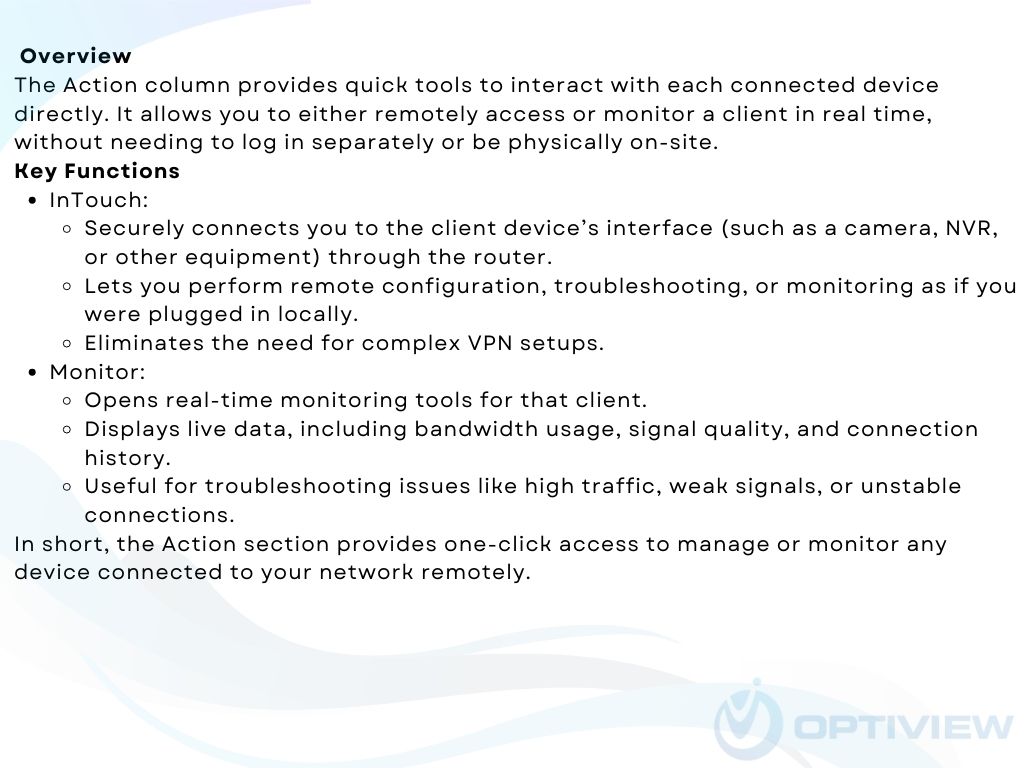 Overview
The Action column provides quick tools to interact with each connected device
directly. It allows you to either remotely access or monitor a client in real time,
without needing to log in separately or be physically on-site.
Key Functions
• InTouch:
◦ Securely connects you to the client device’s interface (such as a camera, NVR,
or other equipment) through the router.
◦ Lets you perform remote configuration, troubleshooting, or monitoring as if you
were plugged in locally.
◦ Eliminates the need for complex VPN setups.
• Monitor:
◦ Opens real-time monitoring tools for that client.
◦ Displays live data, including bandwidth usage, signal quality, and connection
history.
◦ Useful for troubleshooting issues like high traffic, weak signals, or unstable
connections.
In short, the Action section provides one-click access to manage or monitor any
device connected to your network remotely.
OPTIVIEW